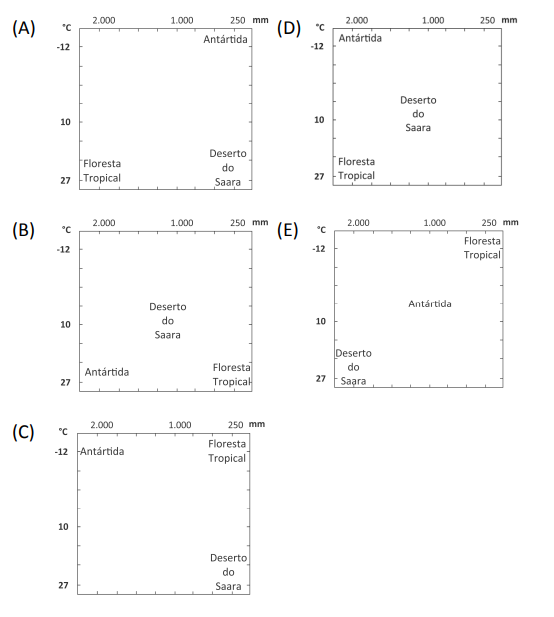 (A)
°C
2.000 1.000 250 mm
-12
10
27
Antártida
Floresta
Tropical
Deserto
do
Saara
(D)
°C
2.000 1.000 250 mm
-12
10
27
Antártida
Deserto
do
Saara
Floresta
Tropical
(B)
°C
2.000 1.000 250 mm
-12
10
27
Deserto
do
Saara
Antártida
Floresta
Tropical
(E)
°C
2.000 1.000 250 mm
-12
10
27
Floresta
Tropical
Antártida
Deserto
do
Saara
(C)
°C
2.000 1.000 250 mm
-12
10
27
Antártida
Floresta
Tropical
Deserto
do
Saara